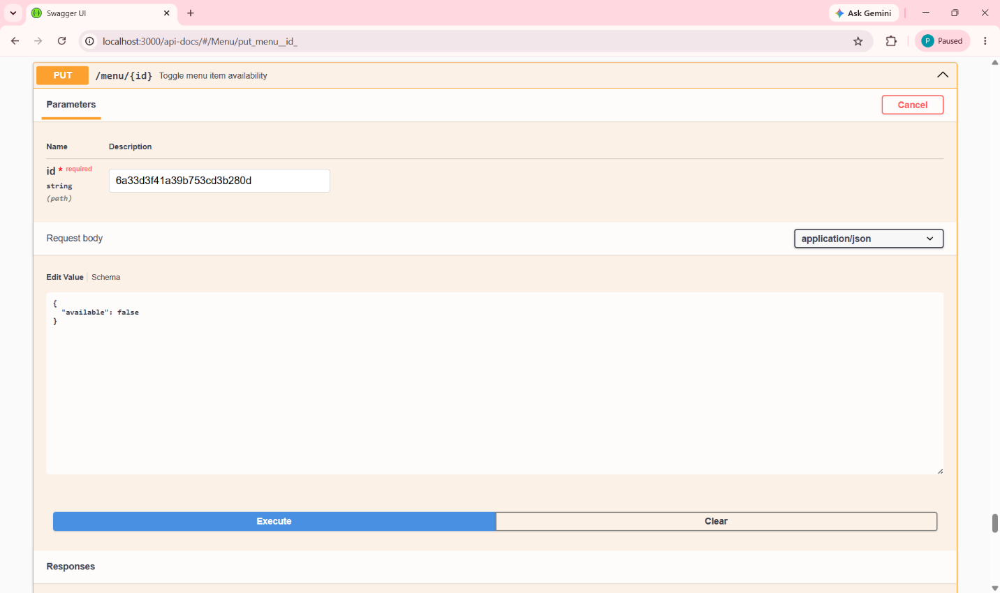 Swagger UI
Ask Gemini
localhost:3000/api-docs/#/Menu/put_menu__id_
P Paused
PUT /menu/{id} Toggle menu item availability
Parameters
Cancel
Name Description
id * required
string
(path)
6a33d3f41a39b753cd3b280d
Request body
application/json
Edit Value Schema
{
"available": false
}
Execute
Clear
Responses